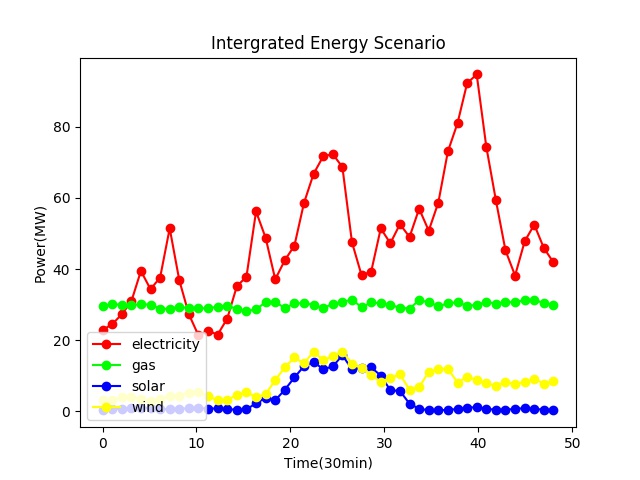 Intergrated Energy Scenario
Power(MW)
80
60
40
20
0
electricity
gas
solar
wind
0 10 20 30 40 50
Time(30min)